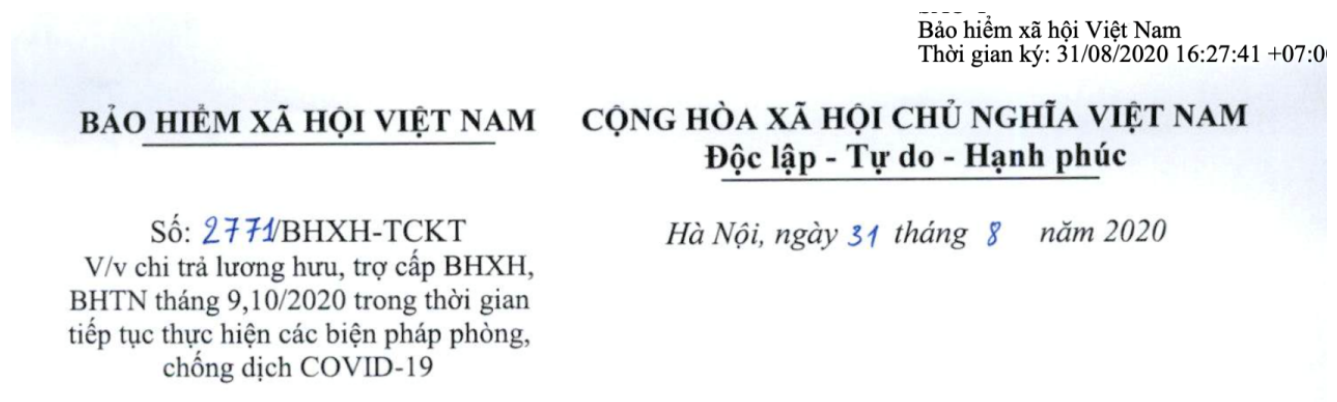 Bảo hiểm xã hội Việt Nam
Thời gian ký: 31/08/2020 16:27:41 +07:0
BẢO HIỂM XÃ HỘI VIỆT NAM
CỘNG HÒA XÃ HỘI CHỦ NGHĨA VIỆT NAM
Độc lập - Tự do - Hạnh phúc
Số: 2771/BHXH-TCKT
Hà Nội, ngày 31 tháng 8 năm 2020
V/v chi trả lương hưu, trợ cấp BHXH,
BHTN tháng 9,10/2020 trong thời gian
tiếp tục thực hiện các biện pháp phòng,
chống dịch COVID-19